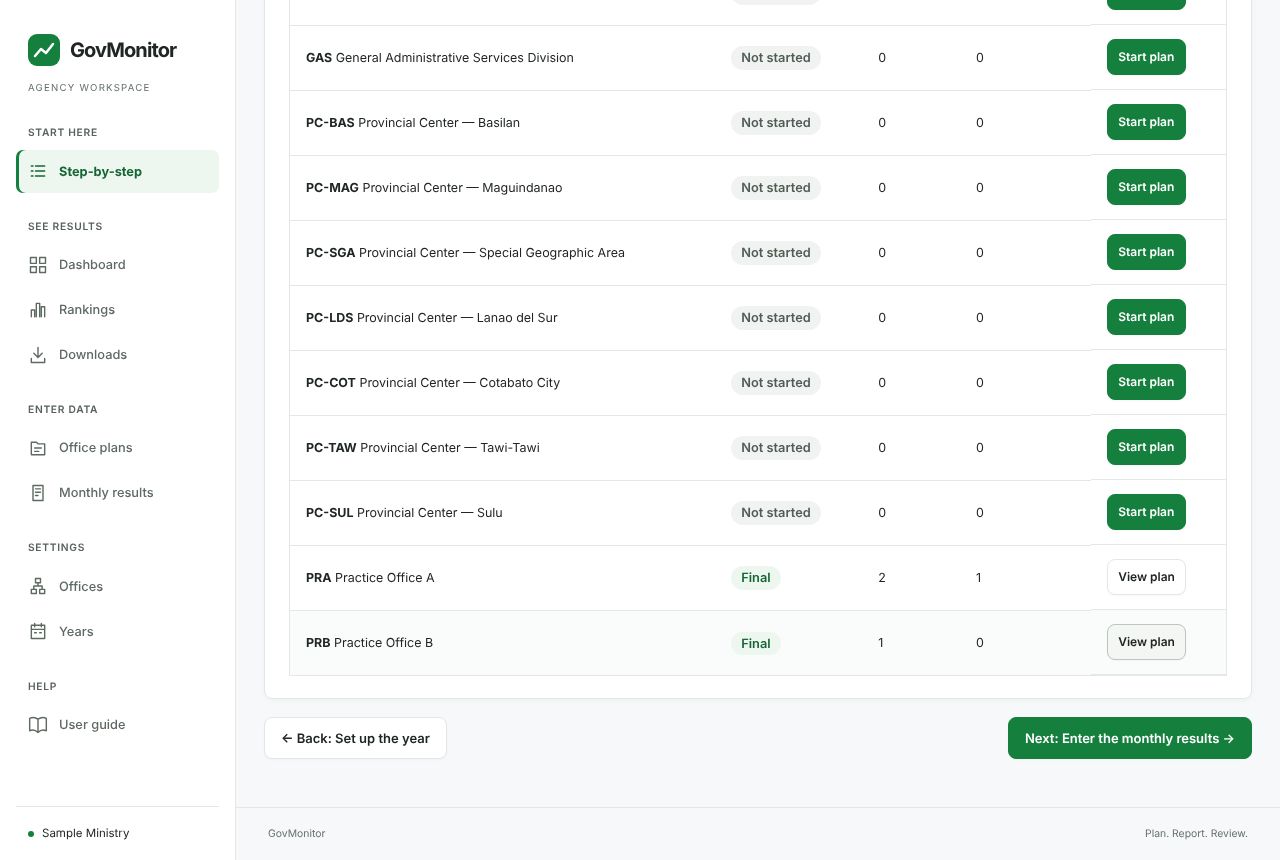 GovMonitor
AGENCY WORKSPACE
START HERE
Step-by-step
SEE RESULTS
Dashboard
Rankings
Downloads
ENTER DATA
Office plans
Monthly results
SETTINGS
Offices
Years
HELP
User guide
Sample Ministry
GAS General Administrative Services Division Not started 0 0 Start plan
PC-BAS Provincial Center — Basilan Not started 0 0 Start plan
PC-MAG Provincial Center — Maguindanao Not started 0 0 Start plan
PC-SGA Provincial Center — Special Geographic Area Not started 0 0 Start plan
PC-LDS Provincial Center — Lanao del Sur Not started 0 0 Start plan
PC-COT Provincial Center — Cotabato City Not started 0 0 Start plan
PC-TAW Provincial Center — Tawi-Tawi Not started 0 0 Start plan
PC-SUL Provincial Center — Sulu Not started 0 0 Start plan
PRA Practice Office A Final 2 1 View plan
PRB Practice Office B Final 1 0 View plan
← Back: Set up the year
Next: Enter the monthly results →
GovMonitor
Plan. Report. Review.